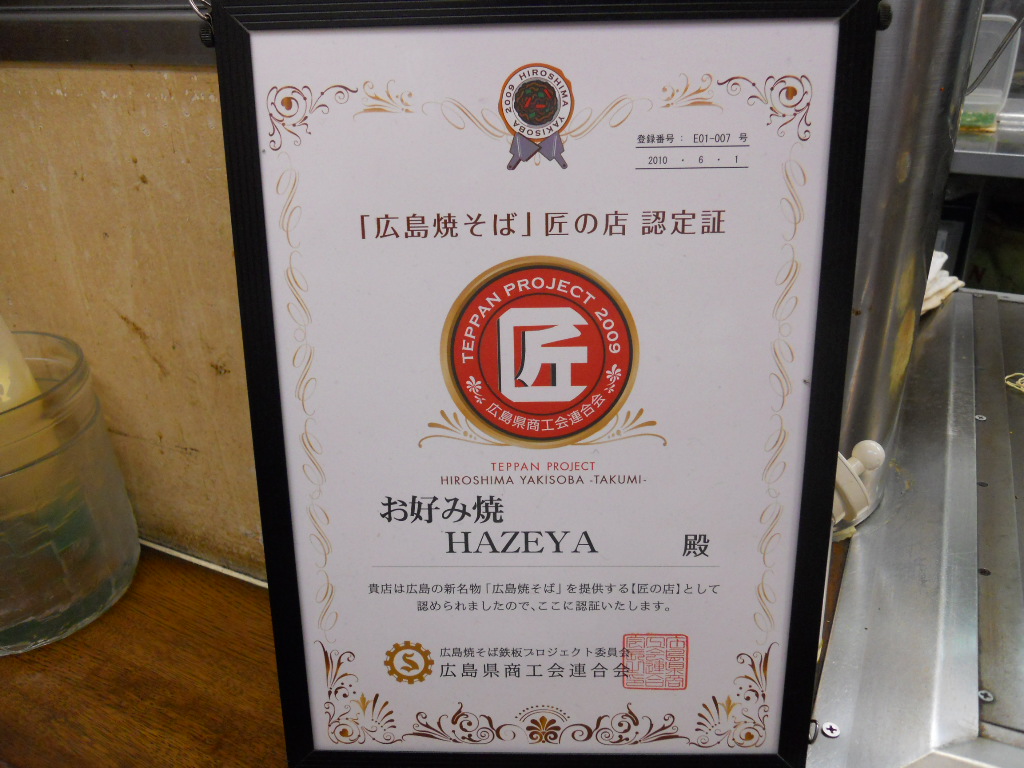 2009 HIROSHIMA YAKISOBA
登録番号： E01-007 号
2010 ・ 6 ・ 1
「広島焼そば」匠の店 認定証
TEPPAN PROJECT 2009
匠
広島県商工会連合会
TEPPAN PROJECT
HIROSHIMA YAKISOBA -TAKUMI-
お好み焼
HAZEYA 殿
貴店は広島の新名物「広島焼そば」を提供する【匠の店】として
認められましたので、ここに認証いたします。
広島焼そば鉄板プロジェクト委員会
広島県商工会連合会